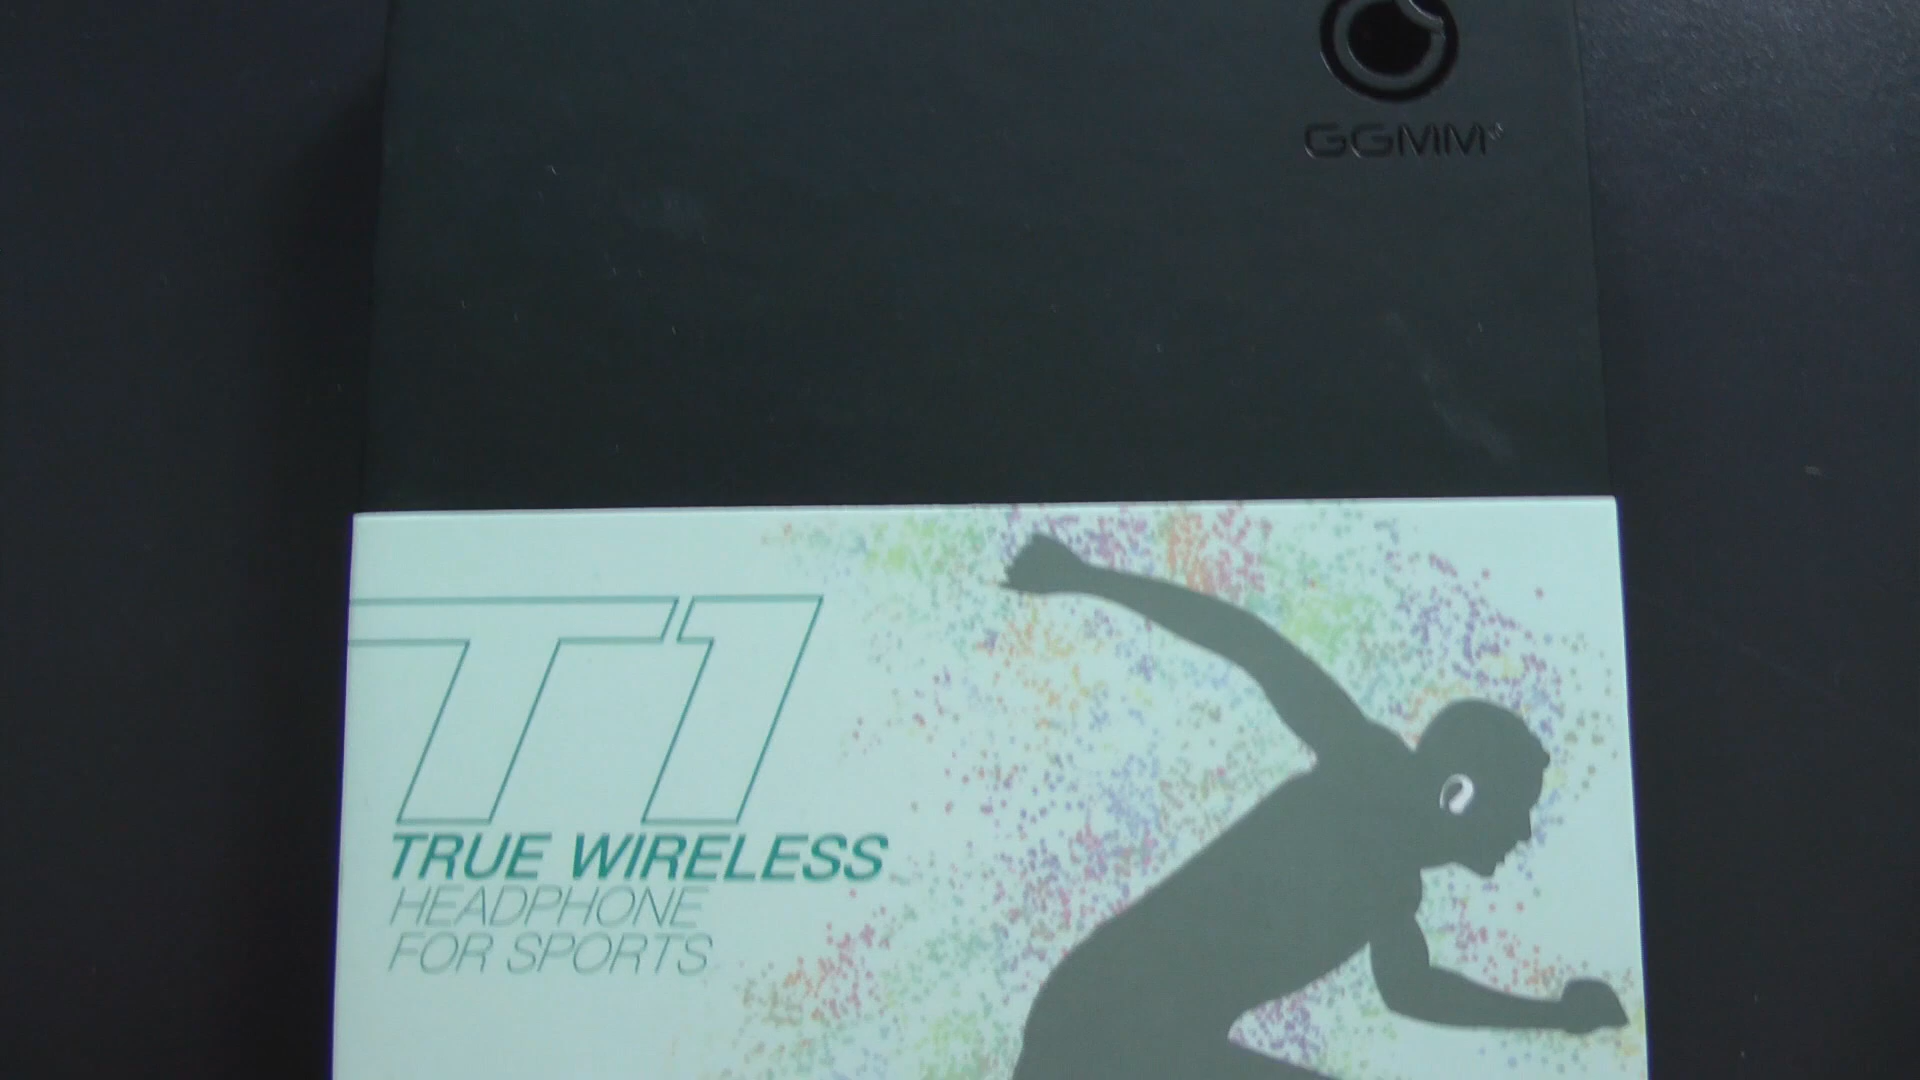 GGMM
T1
TRUE WIRELESS
HEADPHONE
FOR SPORTS